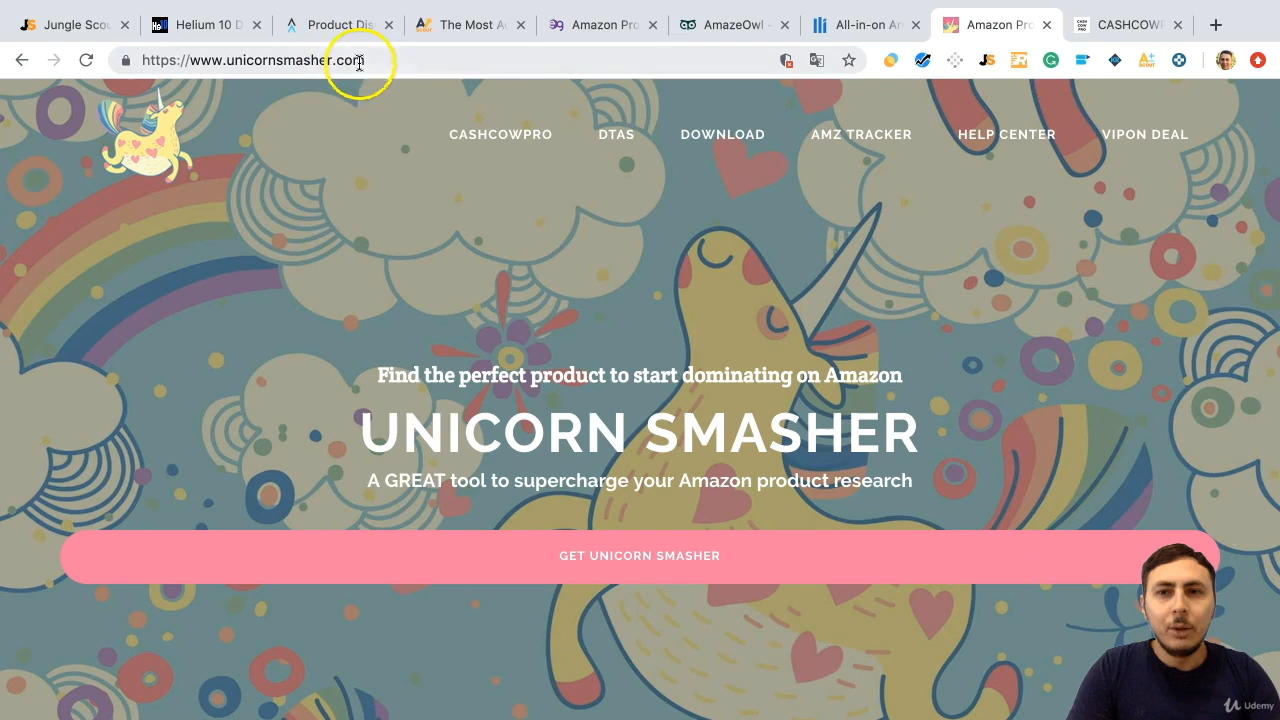 Jungle Scou
Helium 10 D
Product Dis
The Most A
Amazon Pro
AmazeOwl -
All-in-on Am
Amazon Pro
CASHCOWP
https://www.unicornsmasher.com
CASHCOWPRO
DTAS
DOWNLOAD
AMZ TRACKER
HELP CENTER
VIPON DEAL
Find the perfect product to start dominating on Amazon
UNICORN SMASHER
A GREAT tool to supercharge your Amazon product research
GET UNICORN SMASHER
Udemy